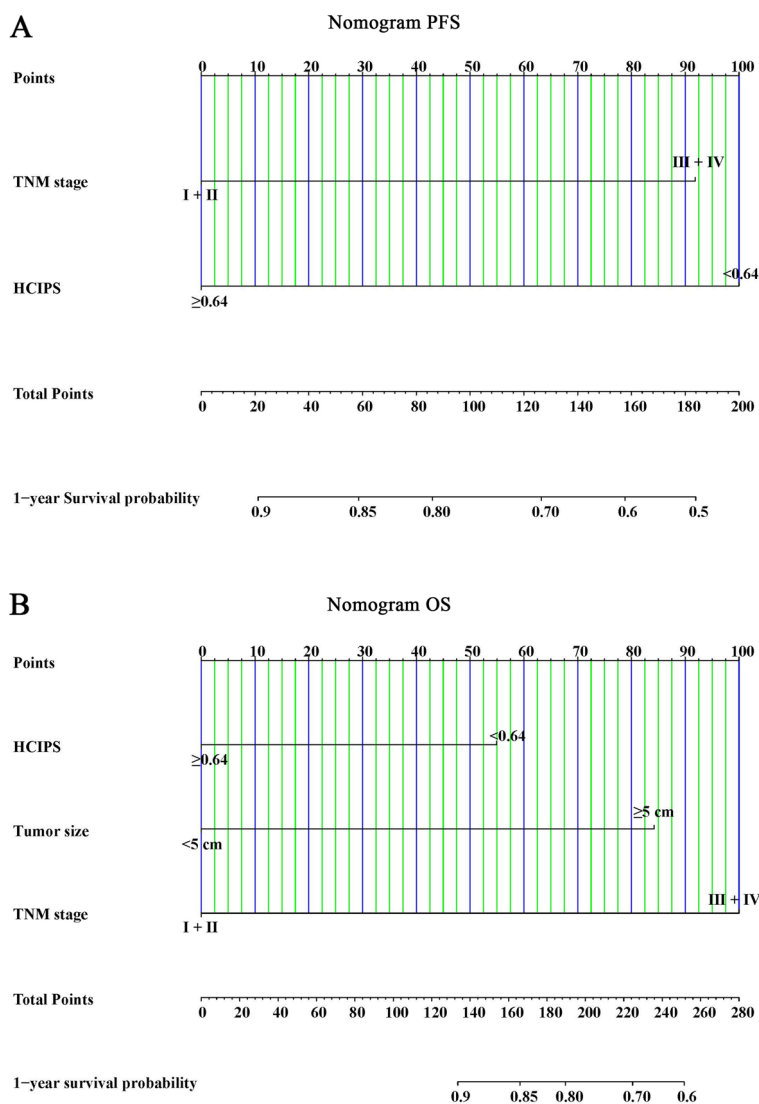 A
Nomogram PFS
Points
0 10 20 30 40 50 60 70 80 90 100
TNM stage
III + IV
I + II
HCIPS
<0.64
≥0.64
Total Points
0 20 40 60 80 100 120 140 160 180 200
1−year Survival probability
0.9 0.85 0.80 0.70 0.6 0.5
B
Nomogram OS
Points
0 10 20 30 40 50 60 70 80 90 100
HCIPS
<0.64
≥0.64
Tumor size
≥5 cm
<5 cm
TNM stage
III + IV
I + II
Total Points
0 20 40 60 80 100 120 140 160 180 200 220 240 260 280
1−year survival probability
0.9 0.85 0.80 0.70 0.6